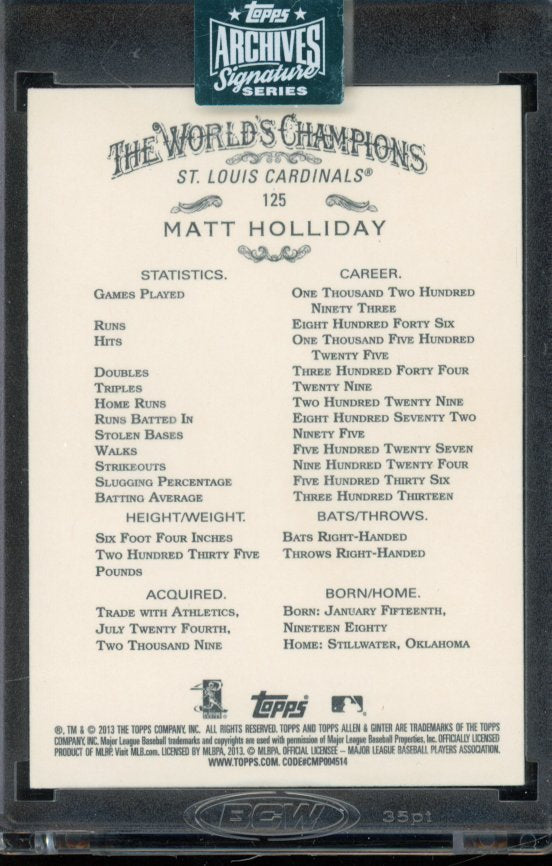 Topps
ARCHIVES
Signature
SERIES
THE WORLD'S CHAMPIONS
ST. LOUIS CARDINALS®
125
MATT HOLLIDAY
STATISTICS. CAREER.
GAMES PLAYED ONE THOUSAND TWO HUNDRED
NINETY THREE
RUNS EIGHT HUNDRED FORTY SIX
HITS ONE THOUSAND FIVE HUNDRED
TWENTY FIVE
DOUBLES THREE HUNDRED FORTY FOUR
TRIPLES TWENTY NINE
HOME RUNS TWO HUNDRED TWENTY NINE
RUNS BATTED IN EIGHT HUNDRED SEVENTY TWO
STOLEN BASES NINETY FIVE
WALKS FIVE HUNDRED TWENTY SEVEN
STRIKEOUTS NINE HUNDRED TWENTY FOUR
SLUGGING PERCENTAGE FIVE HUNDRED THIRTY SIX
BATTING AVERAGE THREE HUNDRED THIRTEEN
HEIGHT/WEIGHT. BATS/THROWS.
SIX FOOT FOUR INCHES BATS RIGHT-HANDED
TWO HUNDRED THIRTY FIVE THROWS RIGHT-HANDED
POUNDS
ACQUIRED. BORN/HOME.
TRADE WITH ATHLETICS, BORN: JANUARY FIFTEENTH,
JULY TWENTY FOURTH, NINETEEN EIGHTY
TWO THOUSAND NINE HOME: STILLWATER, OKLAHOMA
Topps
®, TM & © 2013 THE TOPPS COMPANY, INC. ALL RIGHTS RESERVED. TOPPS AND TOPPS ALLEN & GINTER ARE TRADEMARKS OF THE TOPPS
COMPANY, INC. Major League Baseball trademarks and copyrights are used with permission of Major League Baseball Properties, Inc. OFFICIALLY LICENSED
PRODUCT OF MLBP. Visit MLB.com. LICENSED BY MLBPA, 2013. © MLBPA. OFFICIAL LICENSEE – MAJOR LEAGUE BASEBALL PLAYERS ASSOCIATION.
WWW.TOPPS.COM. CODE#CMP004514
BCW 35pt